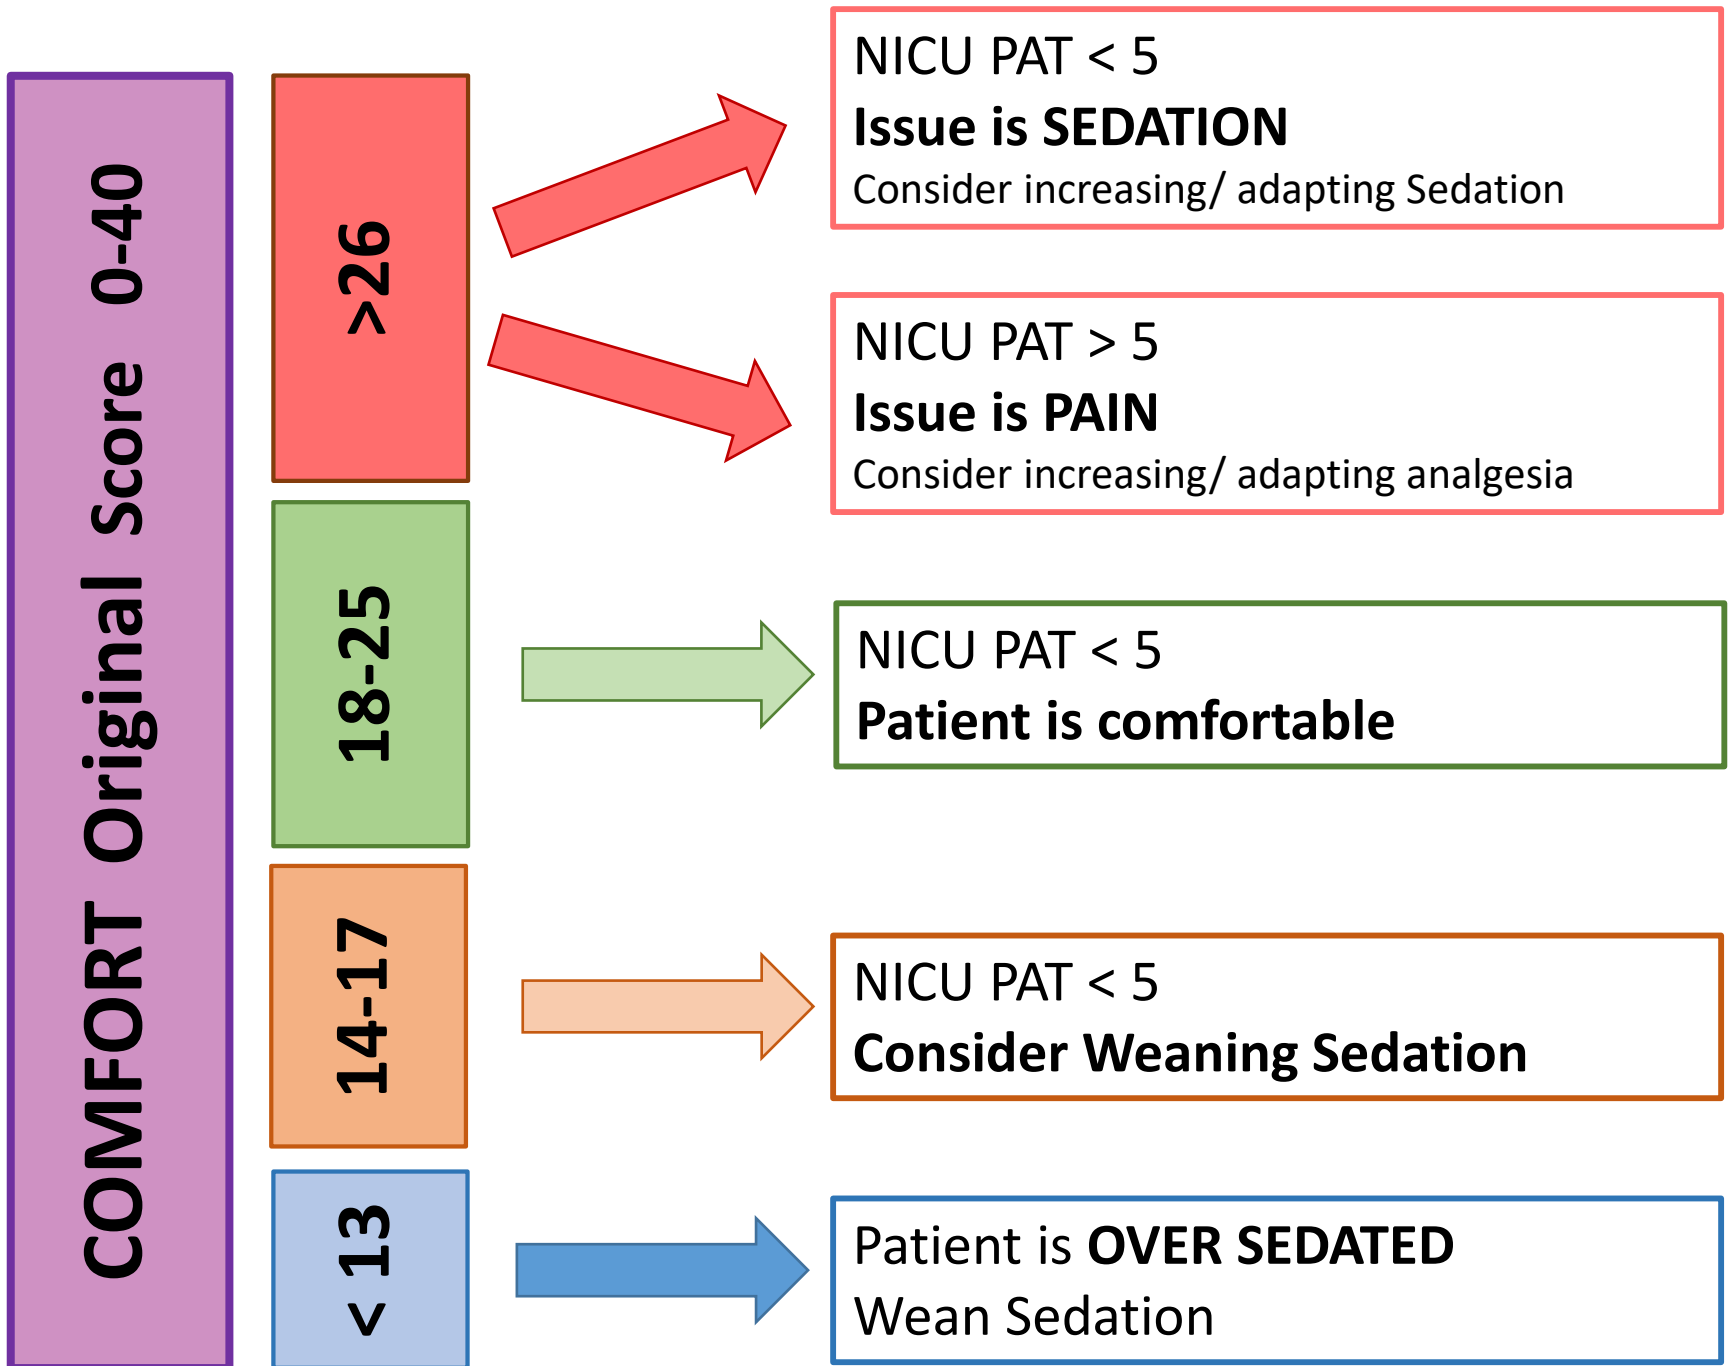 COMFORT Original Score 0-40
>26
NICU PAT < 5
Issue is SEDATION
Consider increasing/ adapting Sedation
NICU PAT > 5
Issue is PAIN
Consider increasing/ adapting analgesia
18-25
NICU PAT < 5
Patient is comfortable
14-17
NICU PAT < 5
Consider Weaning Sedation
< 13
Patient is OVER SEDATED
Wean Sedation